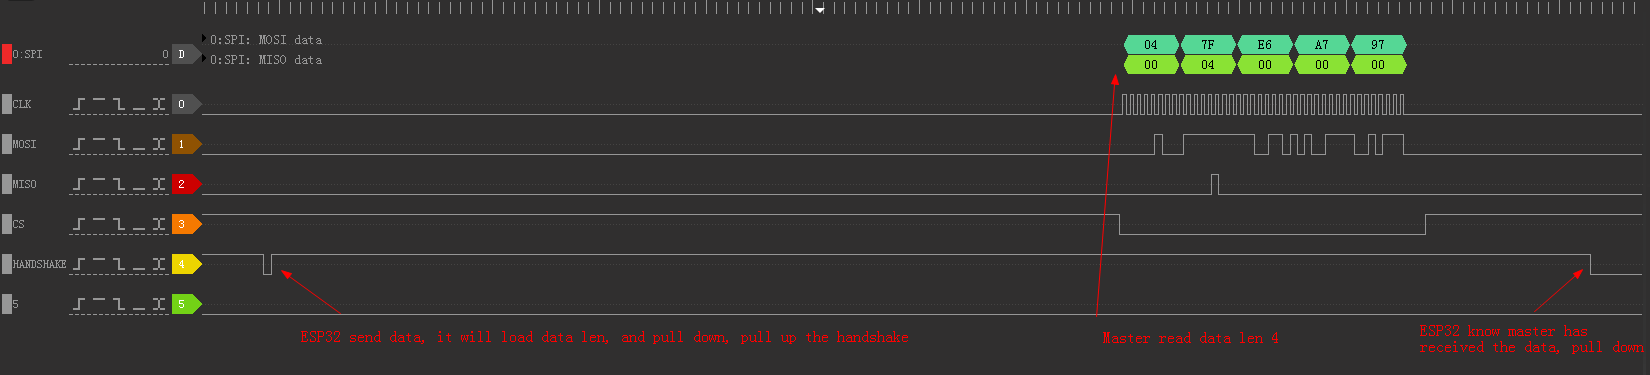 0:SPI: MOSI data
0:SPI 0 D
0:SPI: MISO data
04 7F E6 A7 97
00 04 00 00 00
CLK 0
MOSI 1
MISO 2
CS 3
HANDSHAKE 4
5 5
ESP32 send data, it will load data len, and pull down, pull up the handshake
Master read data len 4
ESP32 know master has
received the data, pull down